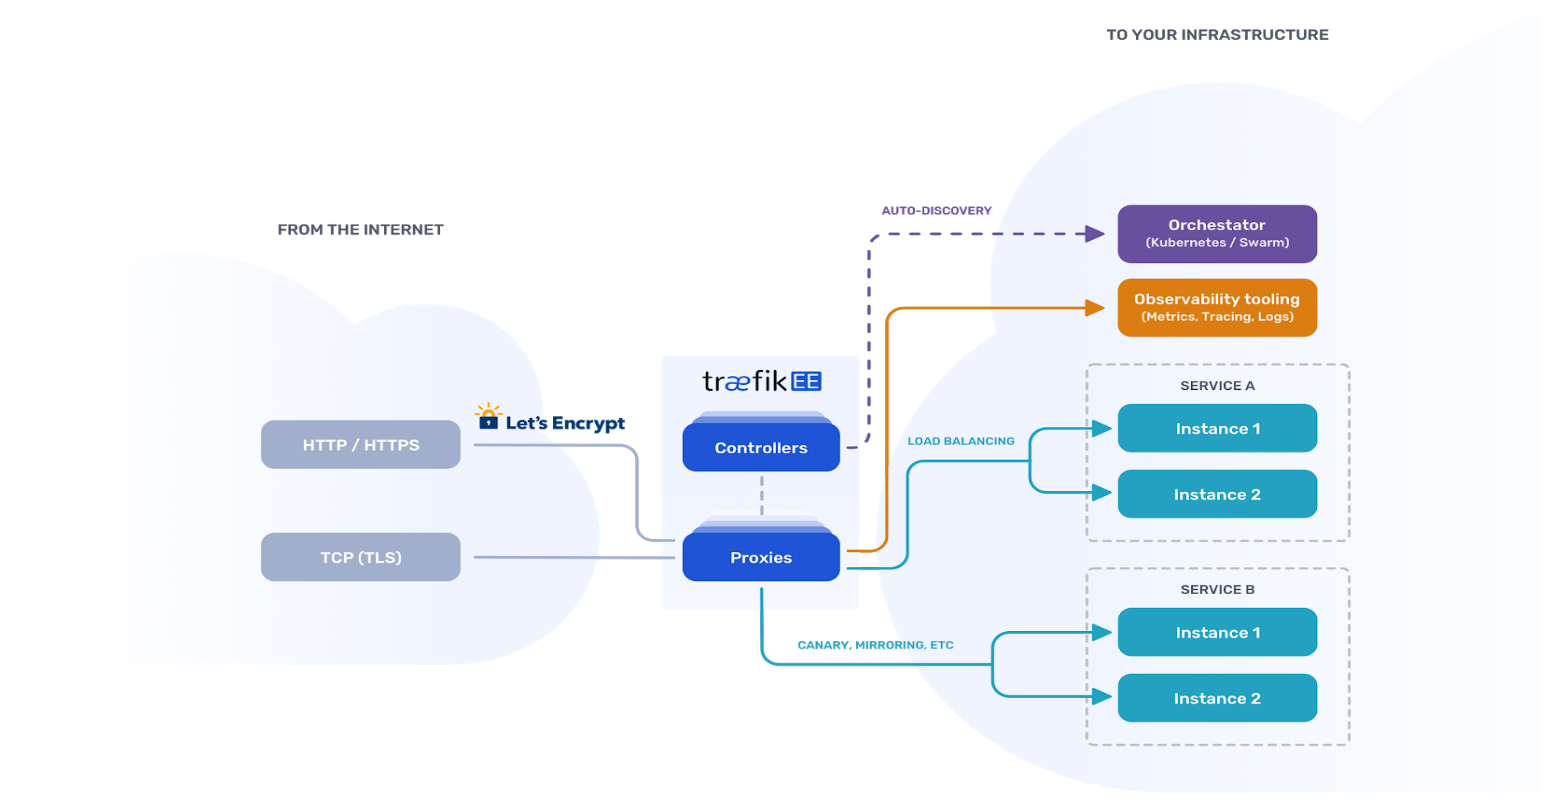 TO YOUR INFRASTRUCTURE
FROM THE INTERNET
AUTO-DISCOVERY
Orchestator
(Kubernetes / Swarm)
Observability tooling
(Metrics, Tracing, Logs)
træfik EE
Let's Encrypt
HTTP / HTTPS
TCP (TLS)
Controllers
Proxies
LOAD BALANCING
SERVICE A
Instance 1
Instance 2
CANARY, MIRRORING, ETC
SERVICE B
Instance 1
Instance 2